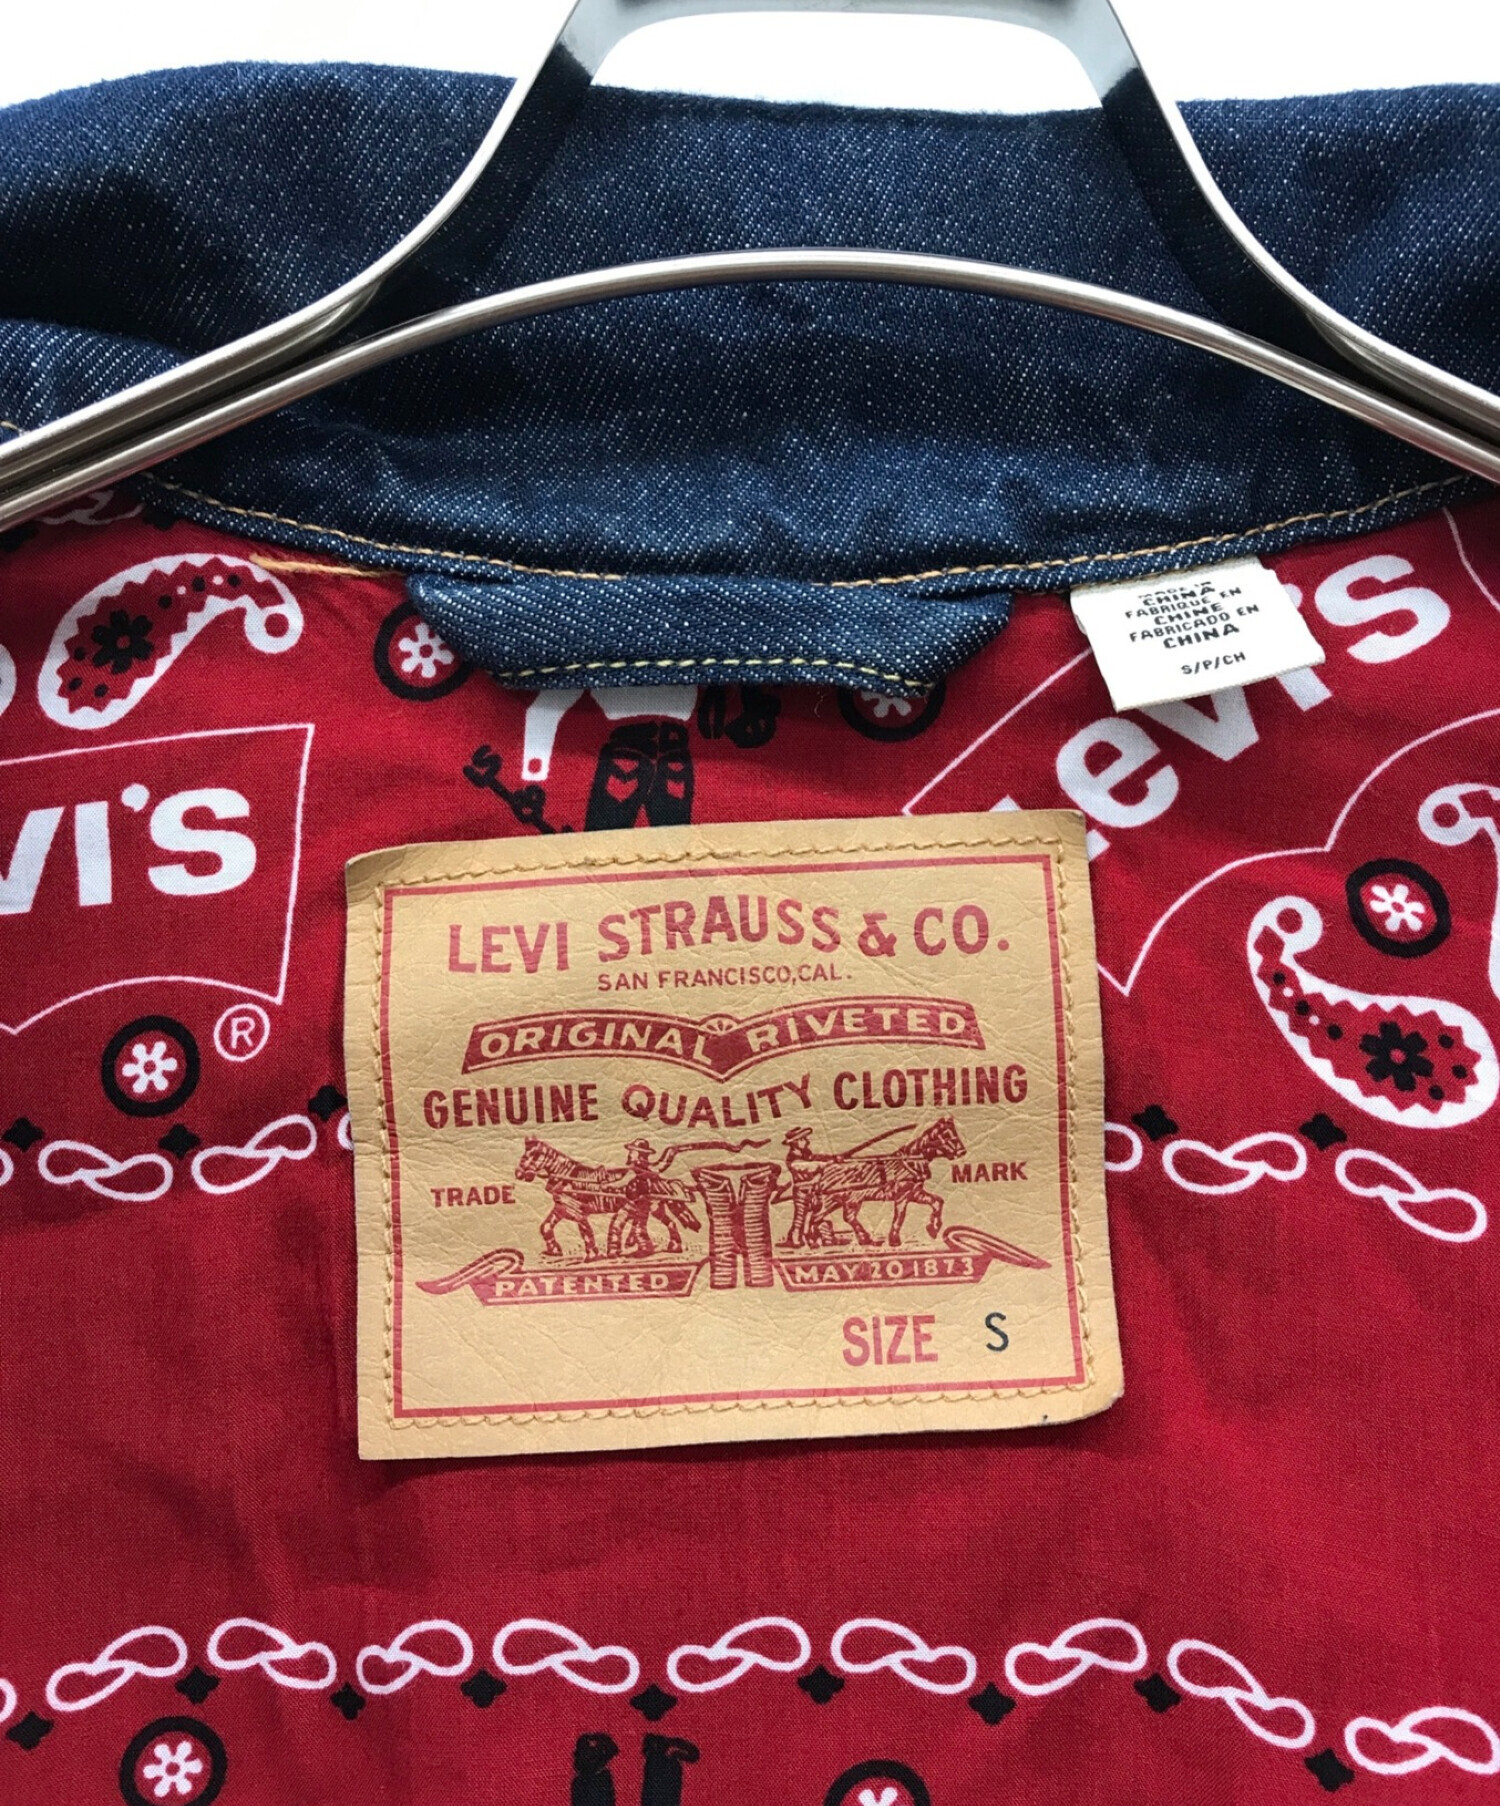 MADE IN
CHINA
FABRIQUE EN
CHINE
FABRICADO EN
CHINA
S/P/CH
Levi's
VI'S
®
LEVI STRAUSS & CO.
SAN FRANCISCO, CAL.
ORIGINAL RIVETED
GENUINE QUALITY CLOTHING
TRADE MARK
PATENTED MAY 20 1873
SIZE S